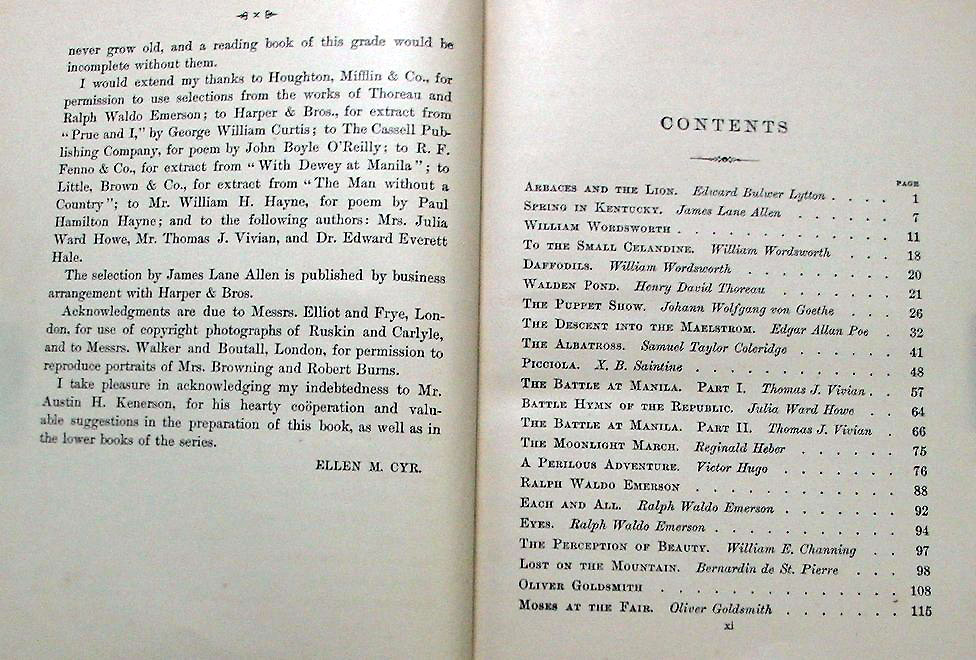 x
never grow old, and a reading book of this grade would be
incomplete without them.
I would extend my thanks to Houghton, Mifflin & Co., for
permission to use selections from the works of Thoreau and
Ralph Waldo Emerson; to Harper & Bros., for extract from
"Prue and I," by George William Curtis; to The Cassell Pub-
lishing Company, for poem by John Boyle O'Reilly; to R. F.
Fenno & Co., for extract from "With Dewey at Manila"; to
Little, Brown & Co., for extract from "The Man without a
Country"; to Mr. William H. Hayne, for poem by Paul
Hamilton Hayne; and to the following authors: Mrs. Julia
Ward Howe, Mr. Thomas J. Vivian, and Dr. Edward Everett
Hale.
The selection by James Lane Allen is published by business
arrangement with Harper & Bros.
Acknowledgments are due to Messrs. Elliot and Frye, Lon-
don, for use of copyright photographs of Ruskin and Carlyle,
and to Messrs. Walker and Boutall, London, for permission to
reproduce portraits of Mrs. Browning and Robert Burns.
I take pleasure in acknowledging my indebtedness to Mr.
Austin H. Kenerson, for his hearty coöperation and valu-
able suggestions in the preparation of this book, as well as in
the lower books of the series.
ELLEN M. CYR.
CONTENTS
PAGE
Arbaces and the Lion. Edward Bulwer Lytton . . . . 1
Spring in Kentucky. James Lane Allen . . . . . . 7
William Wordsworth . . . . . . . . . . . . 11
To the Small Celandine. William Wordsworth . . . . 18
Daffodils. William Wordsworth . . . . . . . . 20
Walden Pond. Henry David Thoreau . . . . . . . 21
The Puppet Show. Johann Wolfgang von Goethe . . . 26
The Descent into the Maelstrom. Edgar Allan Poe . 32
The Albatross. Samuel Taylor Coleridge . . . . . 41
Picciola. X. B. Saintine . . . . . . . . . . 48
The Battle at Manila. Part I. Thomas J. Vivian . . 57
Battle Hymn of the Republic. Julia Ward Howe . . 64
The Battle at Manila. Part II. Thomas J. Vivian . 66
The Moonlight March. Reginald Heber . . . . . . 75
A Perilous Adventure. Victor Hugo . . . . . . . 76
Ralph Waldo Emerson . . . . . . . . . . . 88
Each and All. Ralph Waldo Emerson . . . . . . 92
Eyes. Ralph Waldo Emerson . . . . . . . . . 94
The Perception of Beauty. William E. Channing . . 97
Lost on the Mountain. Bernardin de St. Pierre . . . 98
Oliver Goldsmith . . . . . . . . . . . . . 108
Moses at the Fair. Oliver Goldsmith . . . . . . . 115
xi